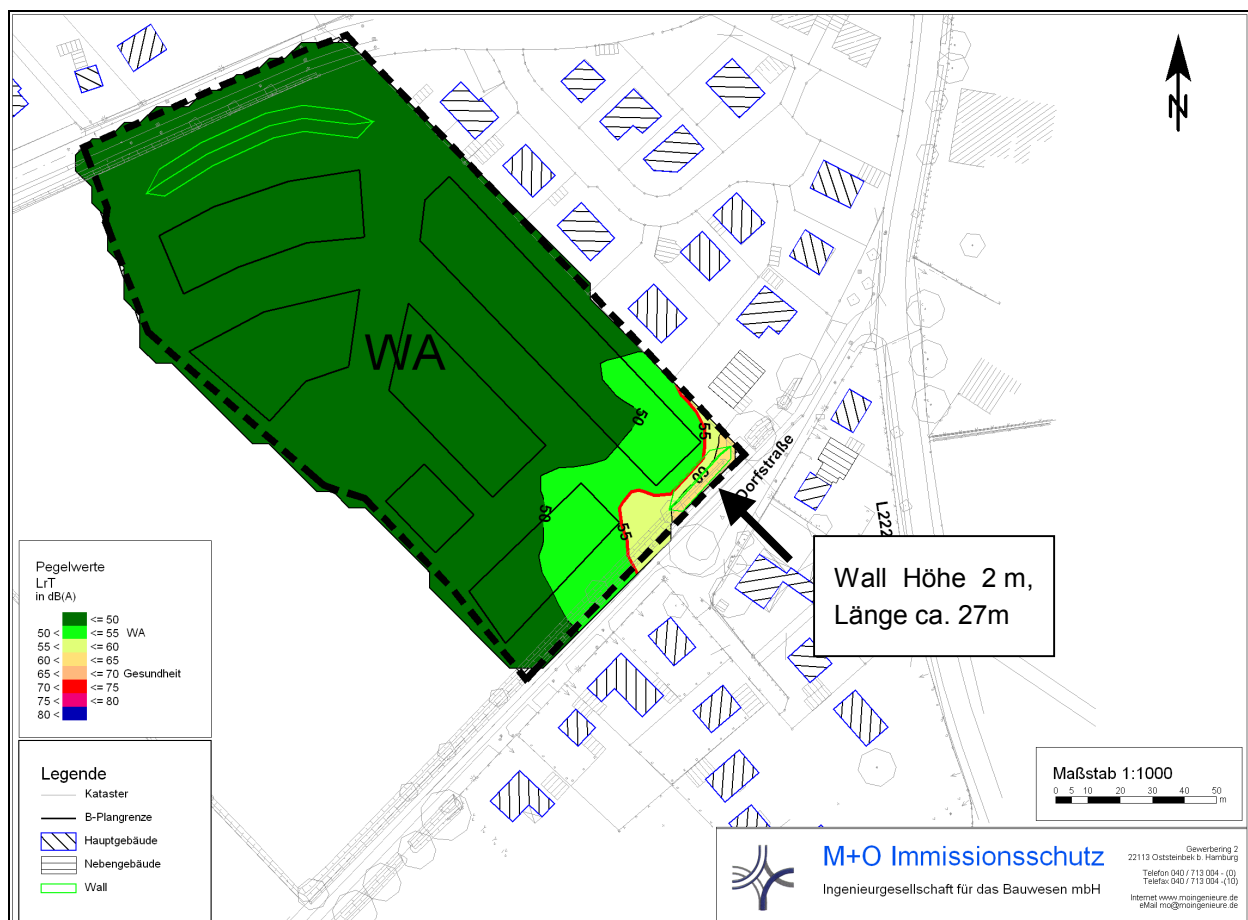 N
WA
50
55
60
50
55
Dorfstraße
L222
Wall Höhe 2 m,
Länge ca. 27m
Pegelwerte
LrT
in dB(A)
<= 50
50 < <= 55 WA
55 < <= 60
60 < <= 65
65 < <= 70 Gesundheit
70 < <= 75
75 < <= 80
80 <
Legende
Kataster
B-Plangrenze
Hauptgebäude
Nebengebäude
Wall
Maßstab 1:1000
0 5 10 20 30 40 50
m
M+O Immissionsschutz
Ingenieurgesellschaft für das Bauwesen mbH
Gewerbering 2
22113 Oststeinbek b. Hamburg
Telefon 040 / 713 004 - (0)
Telefax 040 / 713 004 -(10)
Internet www.moingenieure.de
eMail mo@moingenieure.de